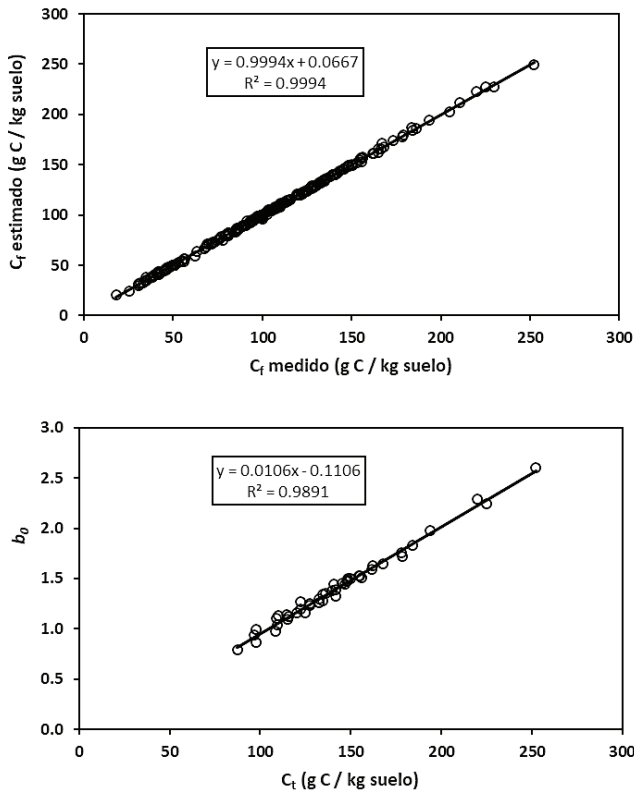 300
250
200
150
100
50
0
C_f estimado (g C / kg suelo)
y = 0.9994x + 0.0667
R² = 0.9994
0 50 100 150 200 250 300
C_f medido (g C / kg suelo)
3.0
2.5
2.0
1.5
1.0
0.5
0.0
b₀
y = 0.0106x - 0.1106
R² = 0.9891
0 50 100 150 200 250 300
C_t (g C / kg suelo)